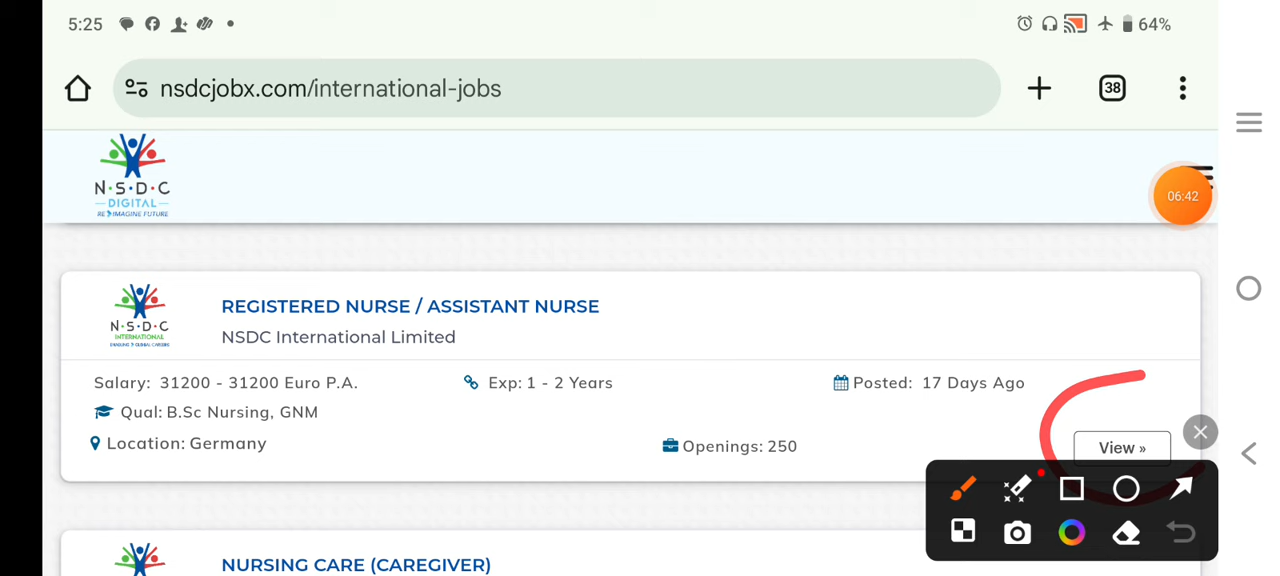 5:25 64%
nsdcjobx.com/international-jobs 38
N·S·D·C
DIGITAL
RE IMAGINE FUTURE
06:42
N·S·D·C
INTERNATIONAL
REGISTERED NURSE / ASSISTANT NURSE
NSDC International Limited
Salary: 31200 - 31200 Euro P.A. Exp: 1 - 2 Years Posted: 17 Days Ago
Qual: B.Sc Nursing, GNM
Location: Germany Openings: 250 View »
NURSING CARE (CAREGIVER)